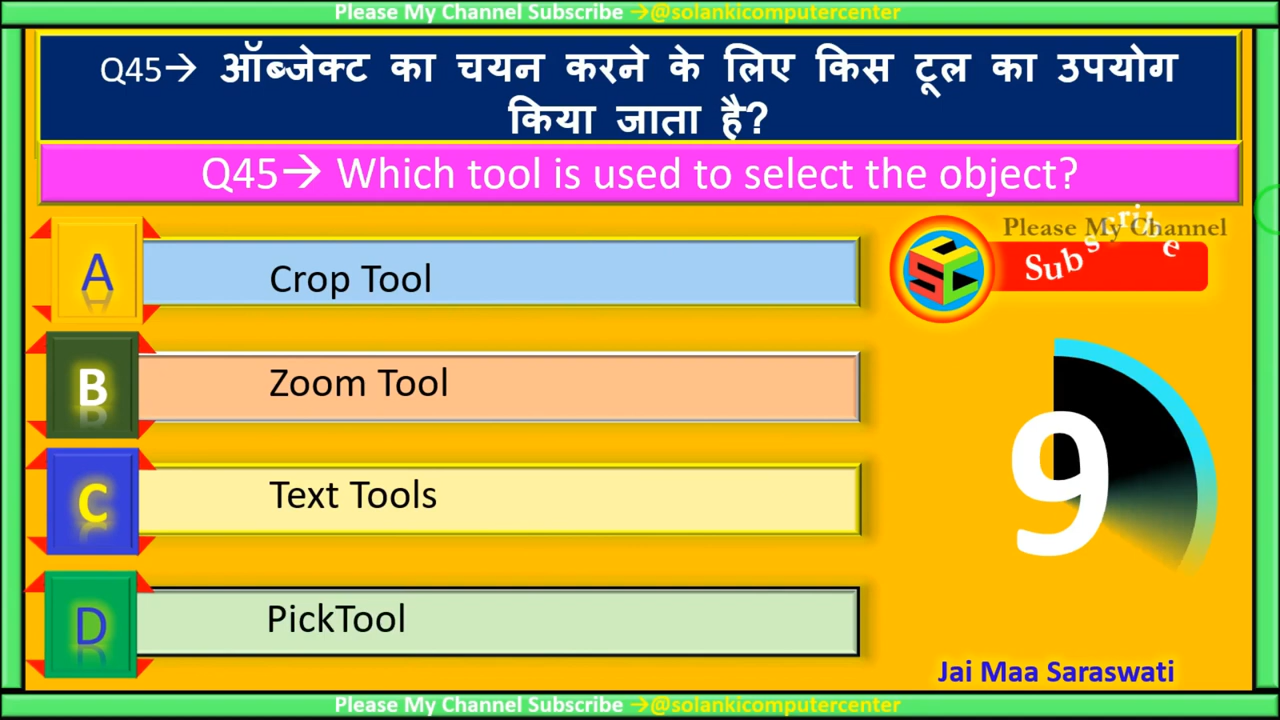 Please My Channel Subscribe →@solankicomputercenter
Q45→ ऑब्जेक्ट का चयन करने के लिए किस टूल का उपयोग
किया जाता है?
Q45→ Which tool is used to select the object?
A Crop Tool
B Zoom Tool
C Text Tools
D PickTool
Please My Channel
Subscribe
SCC
9
Jai Maa Saraswati
Please My Channel Subscribe →@solankicomputercenter